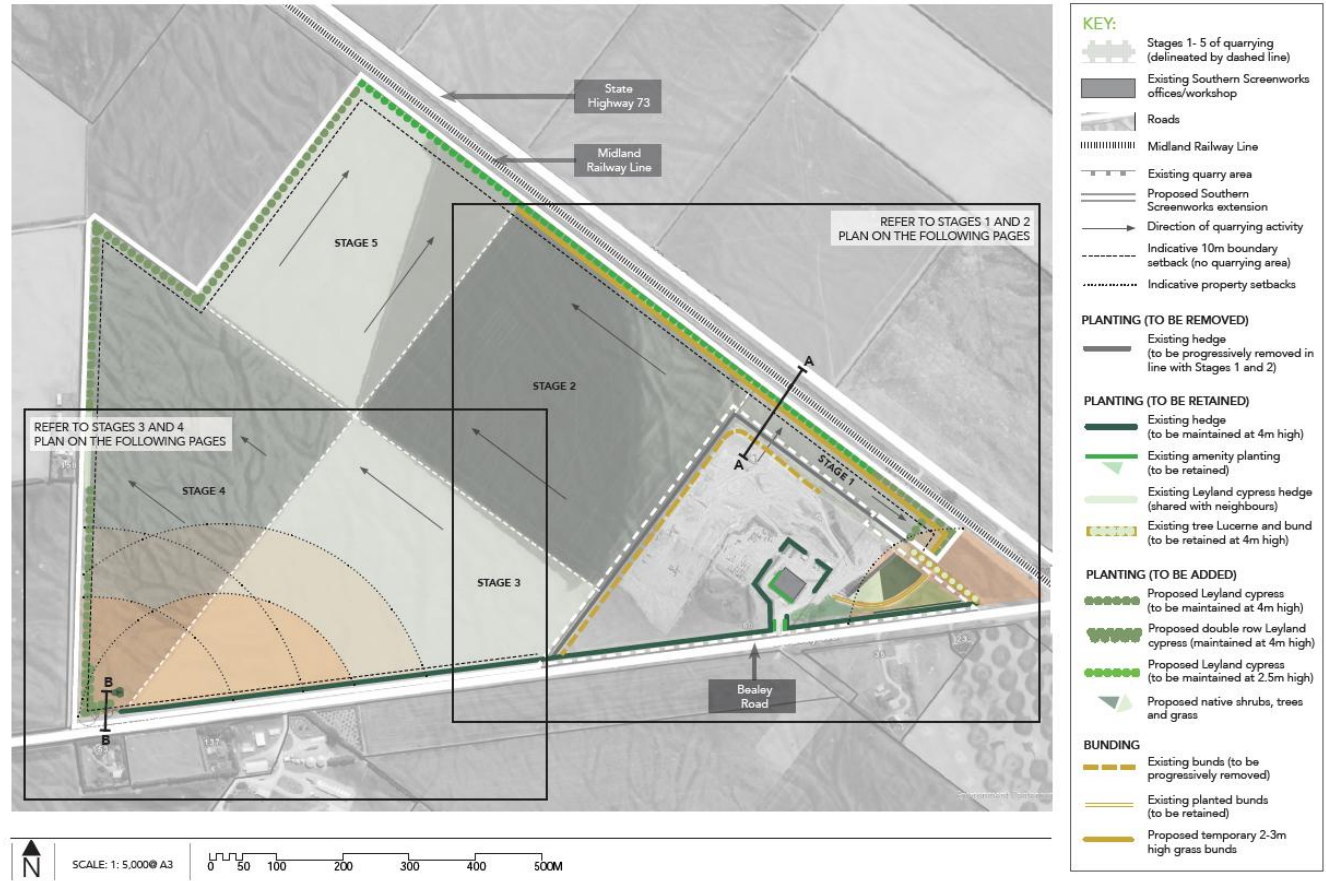 State
Highway 73
Midland
Railway Line
REFER TO STAGES 1 AND 2
PLAN ON THE FOLLOWING PAGES
STAGE 5
STAGE 2
A
A
REFER TO STAGES 3 AND 4
PLAN ON THE FOLLOWING PAGES
STAGE 1
STAGE 4
STAGE 3
B
B
137
Bealey
Road
N
SCALE: 1: 5,000@ A3
0 50 100 200 300 400 500M
KEY:
Stages 1- 5 of quarrying
(delineated by dashed line)
Existing Southern Screenworks
offices/workshop
Roads
Midland Railway Line
Existing quarry area
Proposed Southern
Screenworks extension
Direction of quarrying activity
Indicative 10m boundary
setback (no quarrying area)
Indicative property setbacks
PLANTING (TO BE REMOVED)
Existing hedge
(to be progressively removed in
line with Stages 1 and 2)
PLANTING (TO BE RETAINED)
Existing hedge
(to be maintained at 4m high)
Existing amenity planting
(to be retained)
Existing Leyland cypress hedge
(shared with neighbours)
Existing tree Lucerne and bund
(to be retained at 4m high)
PLANTING (TO BE ADDED)
Proposed Leyland cypress
(to be maintained at 4m high)
Proposed double row Leyland
cypress (maintained at 4m high)
Proposed Leyland cypress
(to be maintained at 2.5m high)
Proposed native shrubs, trees
and grass
BUNDING
Existing bunds (to be
progressively removed)
Existing planted bunds
(to be retained)
Proposed temporary 2-3m
high grass bunds